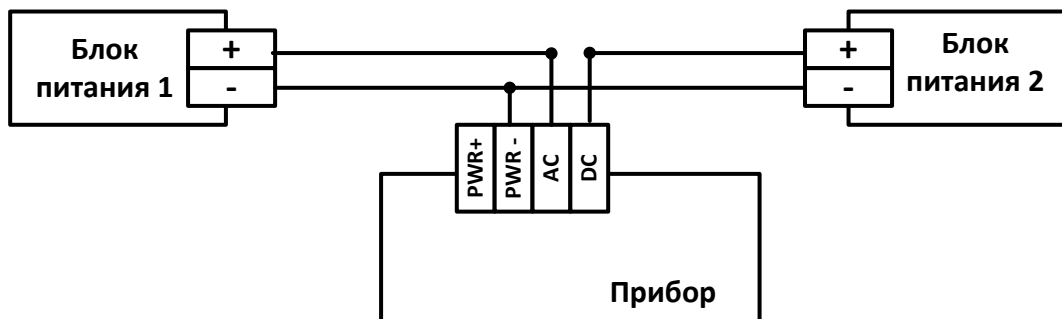 Блок
питания 1
+
-
+
-
Блок
питания 2
PWR+
PWR -
AC
DC
Прибор